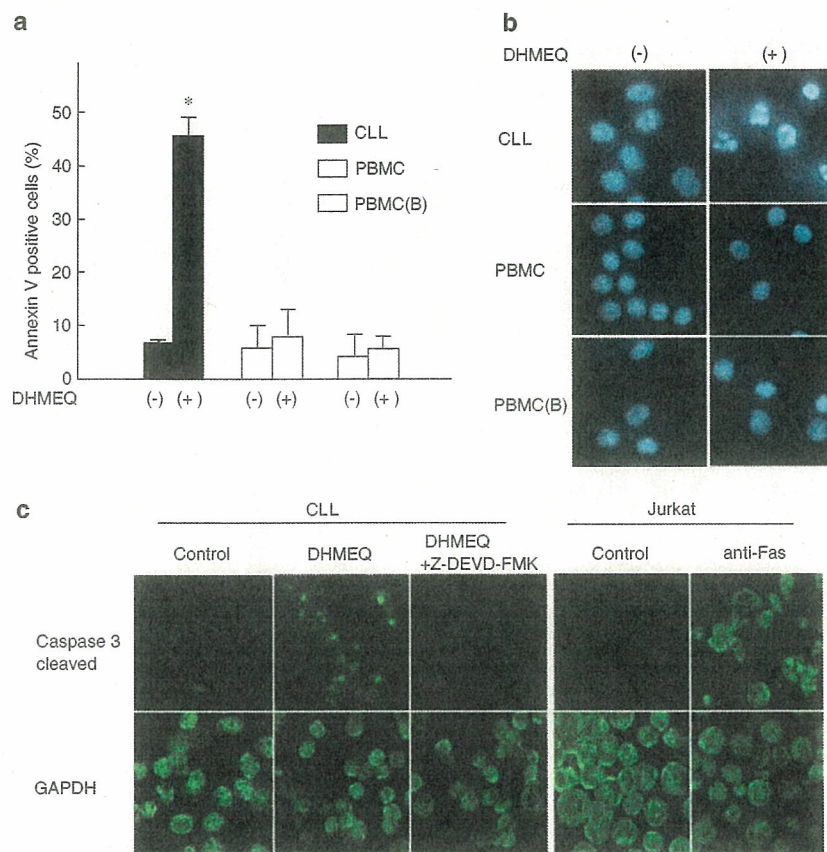 a
Annexin V positive cells (%)
50
40
30
20
10
0
*
CLL
PBMC
PBMC(B)
DHMEQ (-) (+) (-) (+) (-) (+)
b
DHMEQ (-) (+)
CLL
PBMC
PBMC(B)
c
CLL Jurkat
Control DHMEQ DHMEQ +Z-DEVD-FMK Control anti-Fas
Caspase 3
cleaved
GAPDH